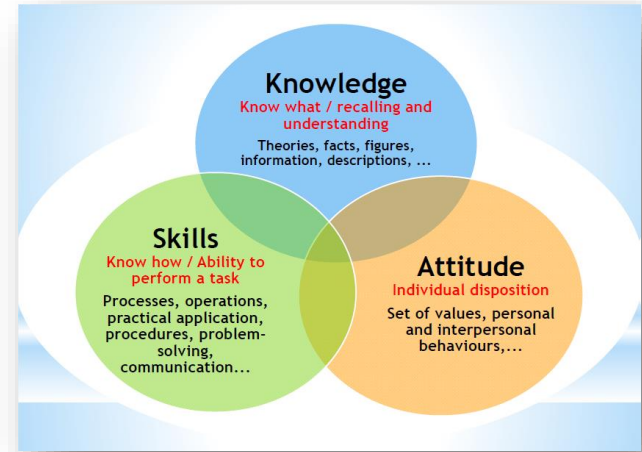 Knowledge
Know what / recalling and
understanding
Theories, facts, figures,
information, descriptions, ...
Skills
Know how / Ability to
perform a task
Processes, operations,
practical application,
procedures, problem-
solving,
communication...
Attitude
Individual disposition
Set of values, personal
and interpersonal
behaviours,...